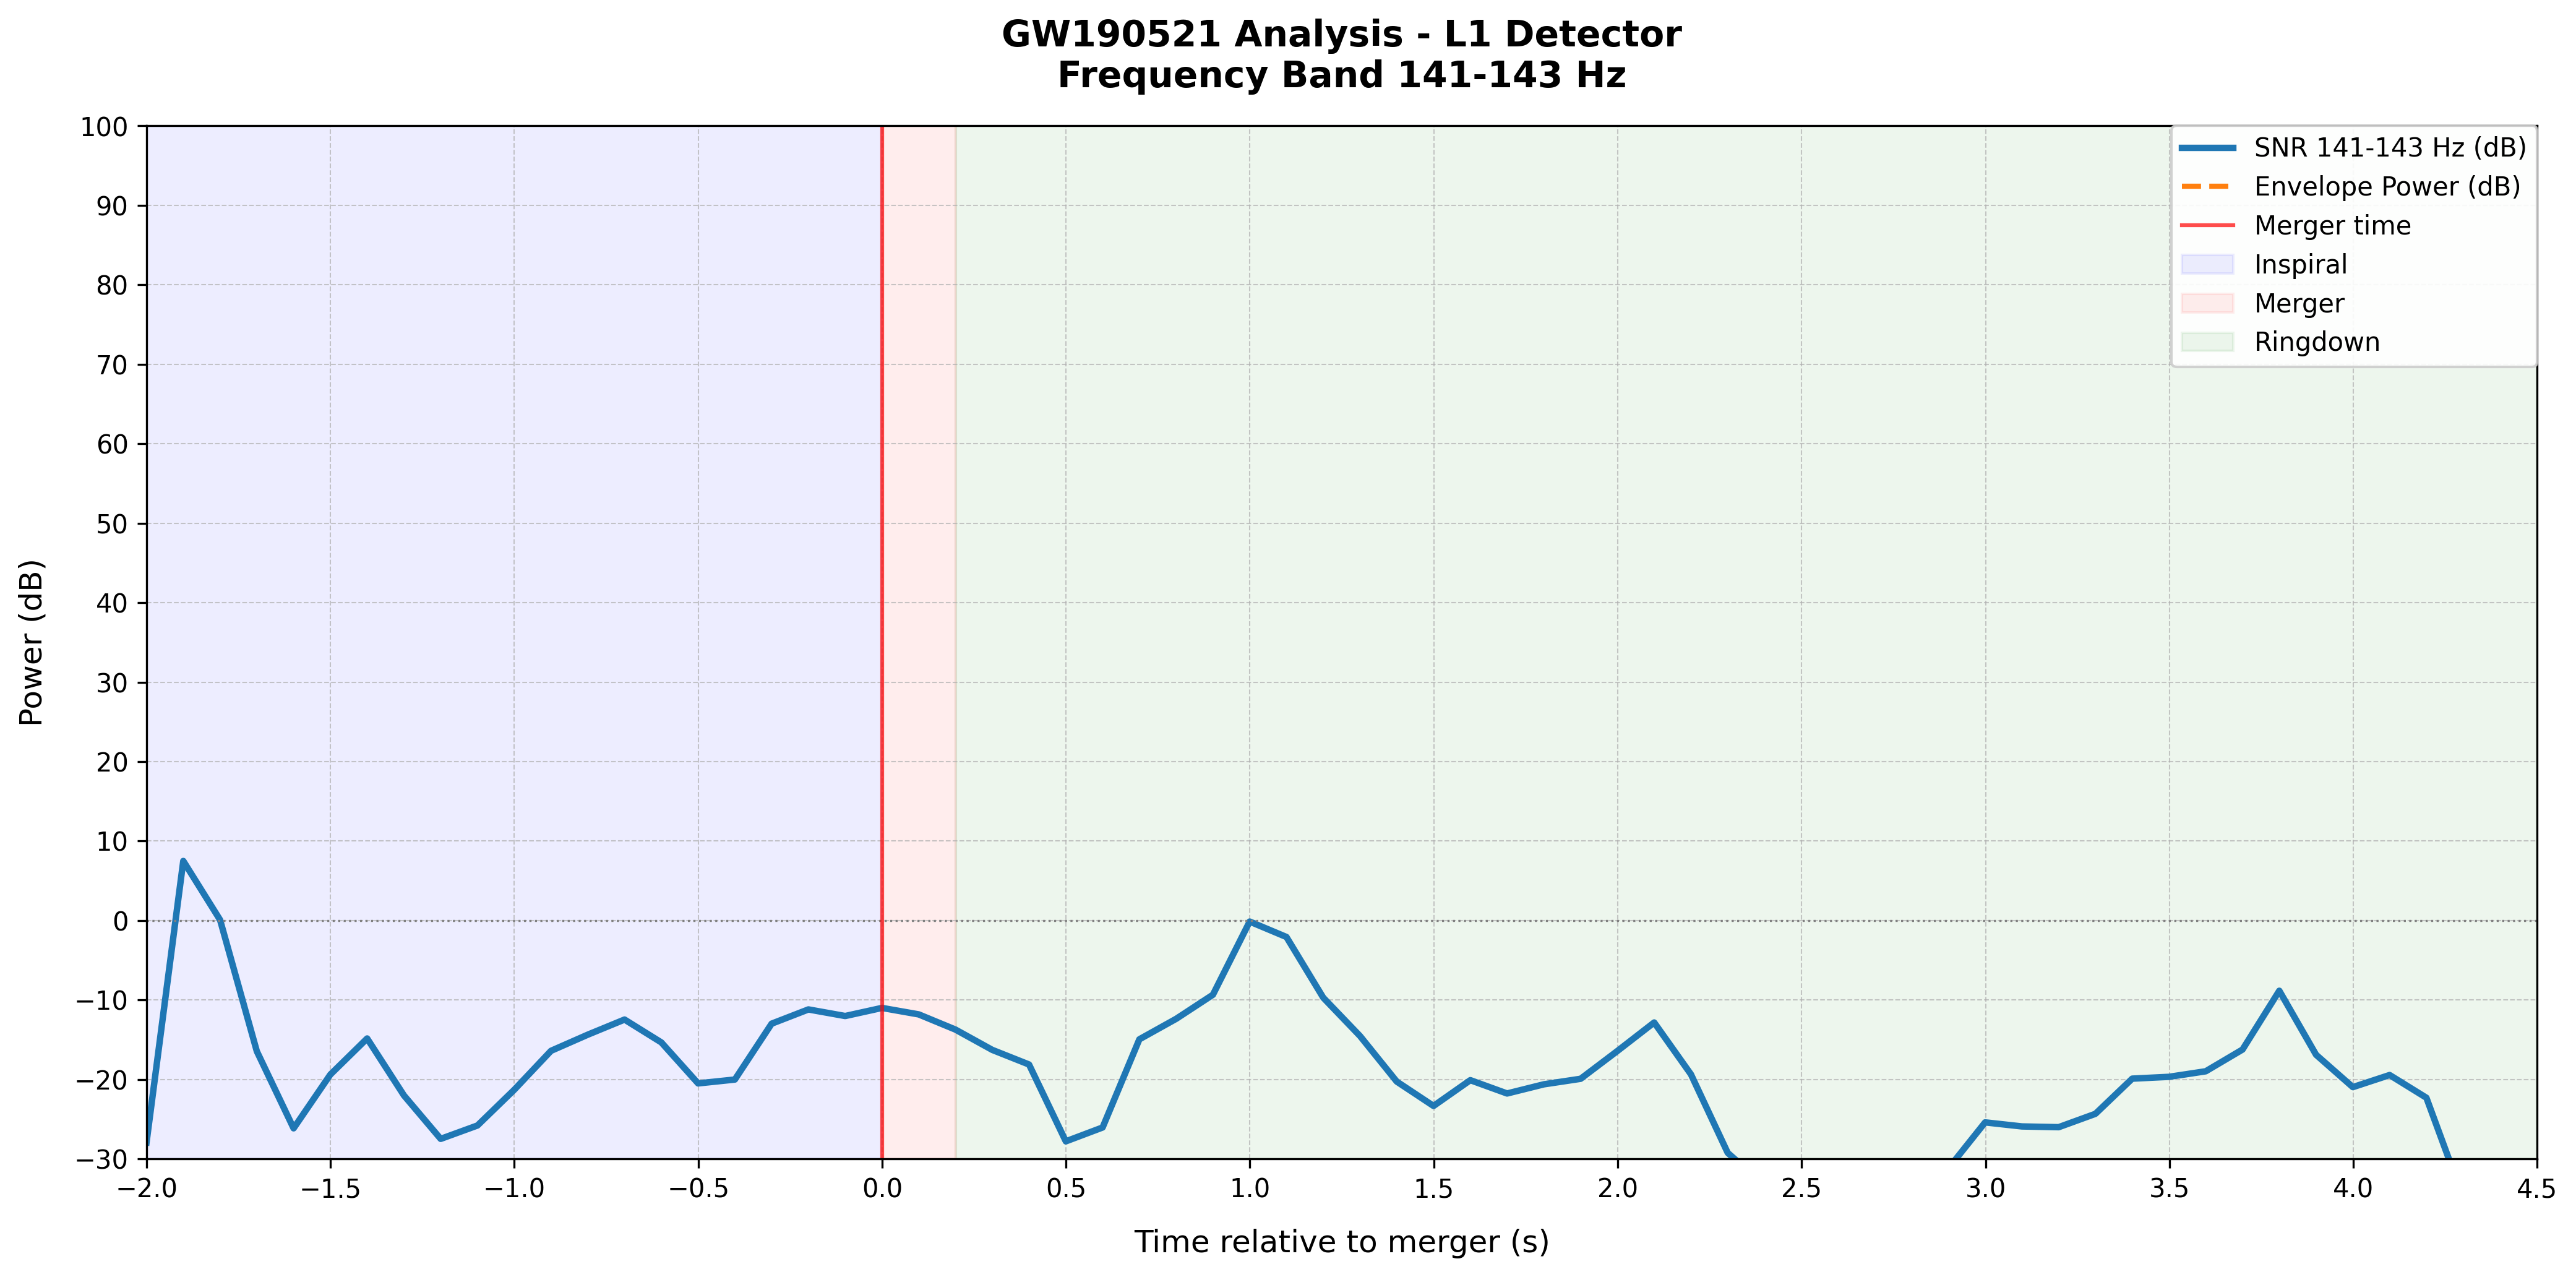 GW190521 Analysis - L1 Detector
Frequency Band 141-143 Hz
Power (dB)
100
90
80
70
60
50
40
30
20
10
0
−10
−20
−30
SNR 141-143 Hz (dB)
Envelope Power (dB)
Merger time
Inspiral
Merger
Ringdown
−2.0 −1.5 −1.0 −0.5 0.0 0.5 1.0 1.5 2.0 2.5 3.0 3.5 4.0 4.5
Time relative to merger (s)